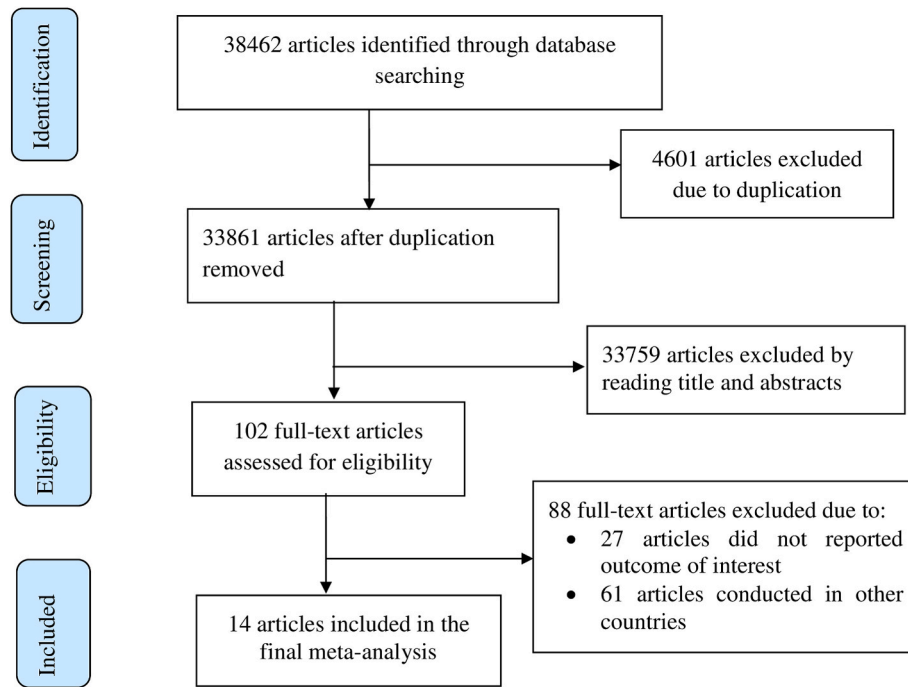 Identification
38462 articles identified through database
searching
4601 articles excluded
due to duplication
Screening
33861 articles after duplication
removed
33759 articles excluded by
reading title and abstracts
Eligibility
102 full-text articles
assessed for eligibility
88 full-text articles excluded due to:
• 27 articles did not reported
outcome of interest
• 61 articles conducted in other
countries
Included
14 articles included in the
final meta-analysis